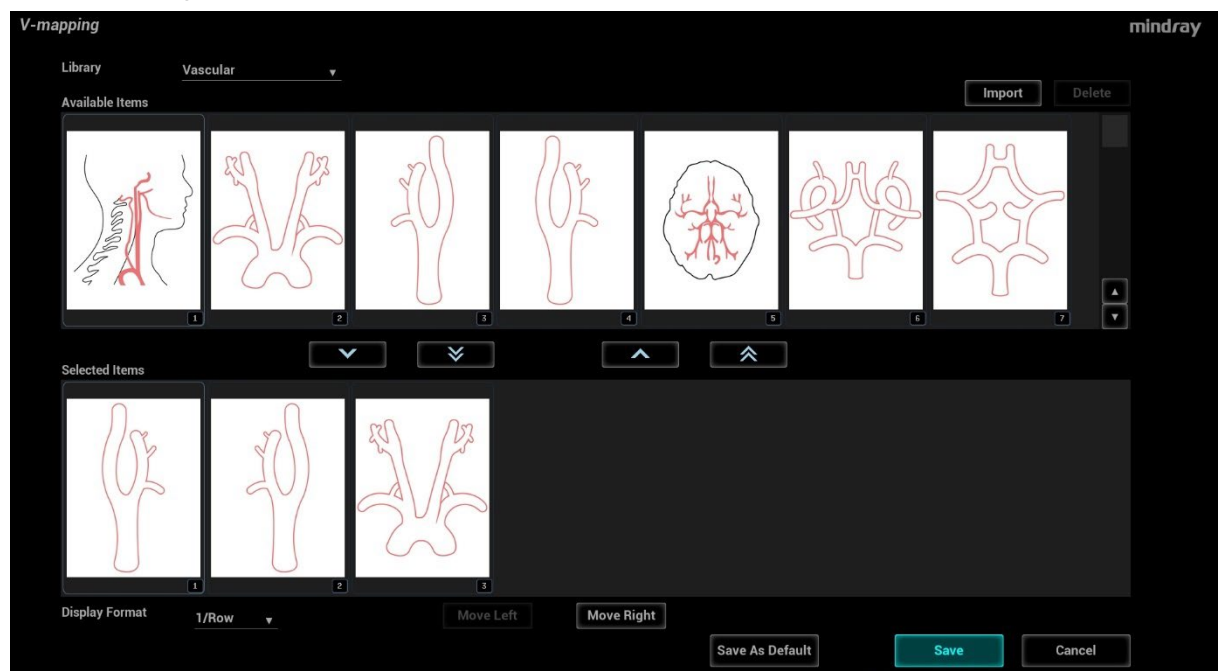 V-mapping
mindray
Library Vascular
Import Delete
Available Items
1 2 3 4 5 6 7
Selected Items
1 2 3
Display Format 1/Row Move Left Move Right
Save As Default Save Cancel